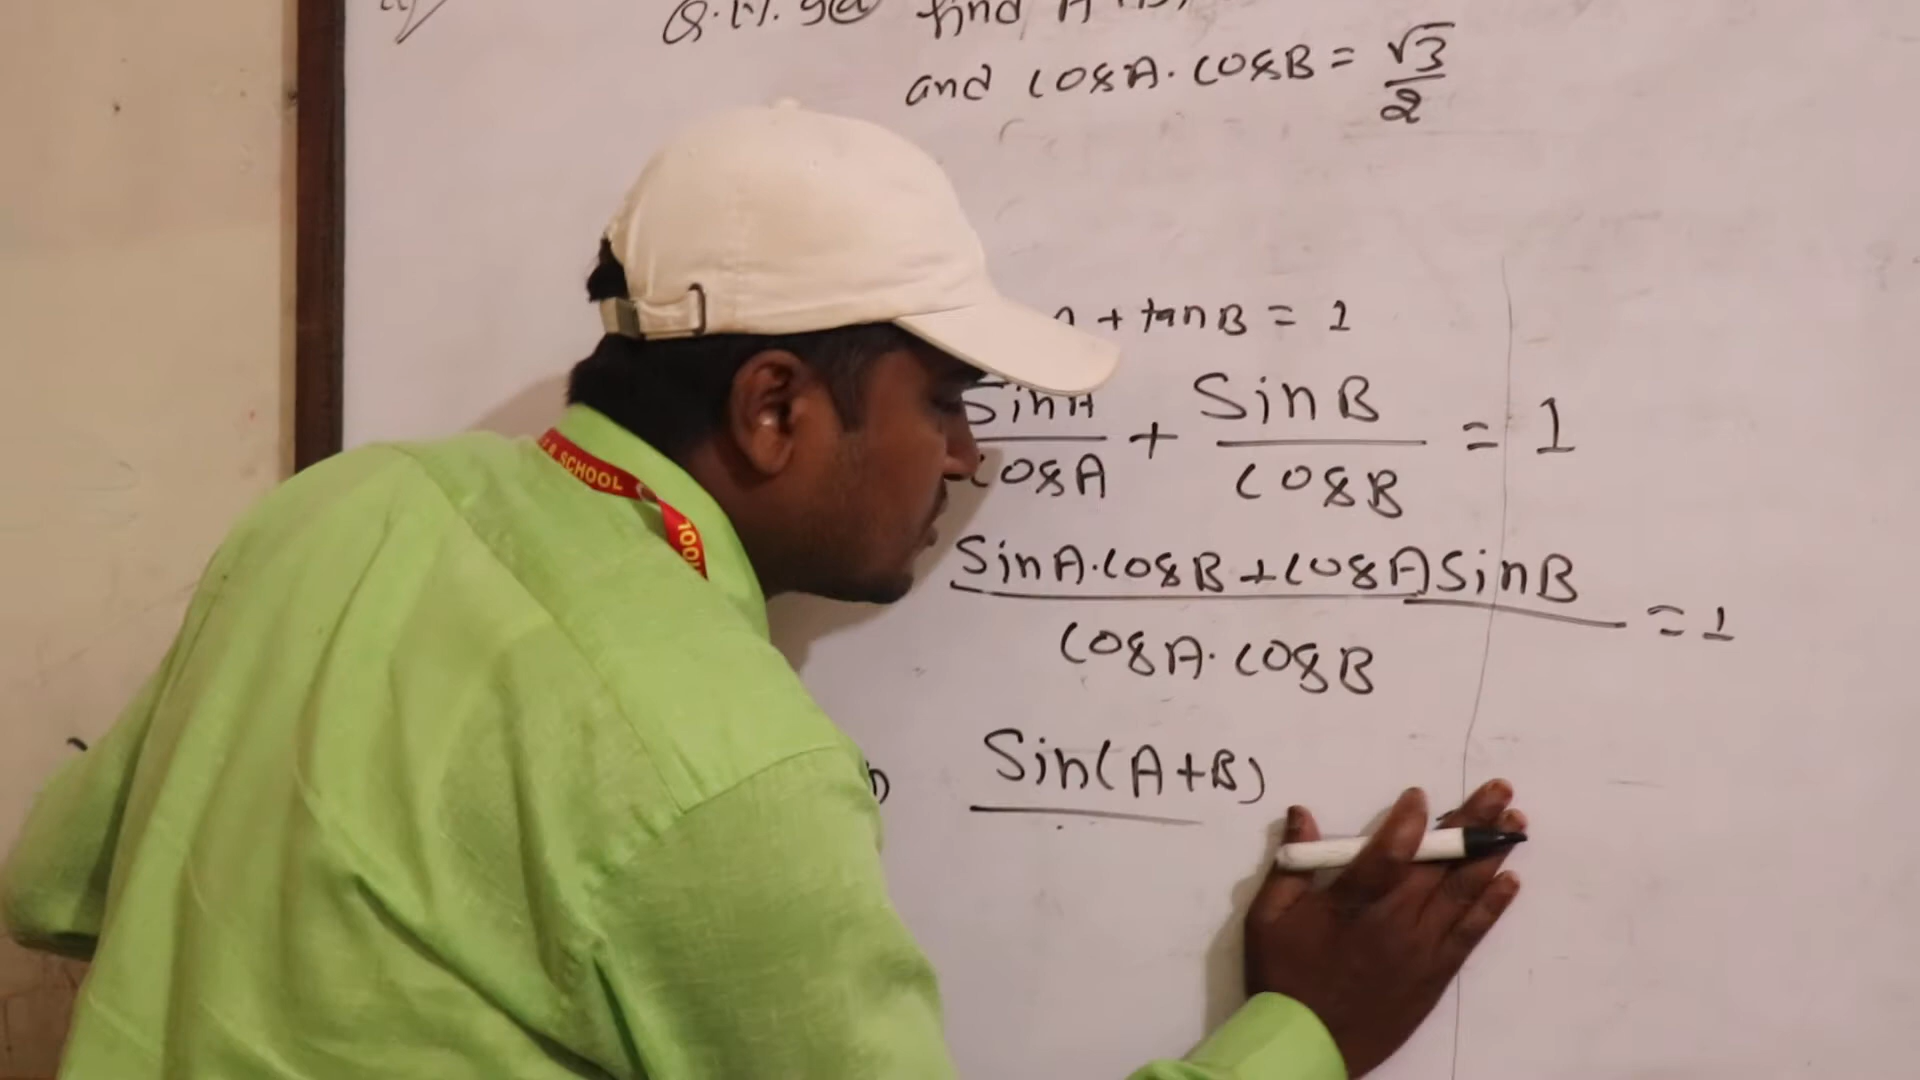 find A
and cosA. cosB = √3/2
+ tanB = 1
SinA/cosA + SinB/cosB = 1
SinA.cosB + cosA SinB / cosA. cosB = 1
Sin(A+B)
SCHOOL